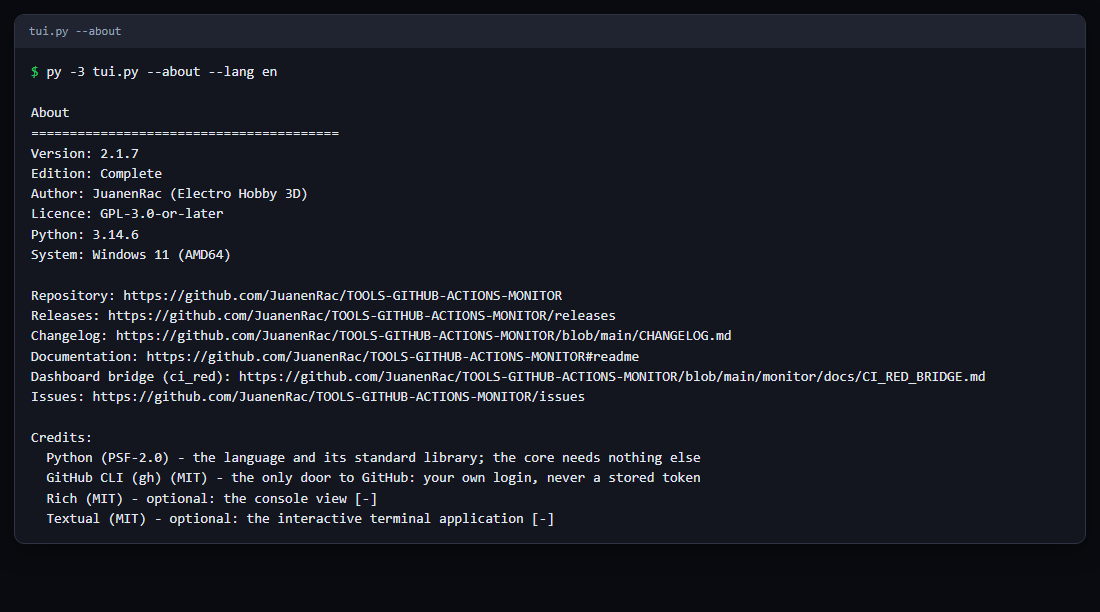 tui.py --about
$ py -3 tui.py --about --lang en
About
========================================
Version: 2.1.7
Edition: Complete
Author: JuanenRac (Electro Hobby 3D)
Licence: GPL-3.0-or-later
Python: 3.14.6
System: Windows 11 (AMD64)
Repository: https://github.com/JuanenRac/TOOLS-GITHUB-ACTIONS-MONITOR
Releases: https://github.com/JuanenRac/TOOLS-GITHUB-ACTIONS-MONITOR/releases
Changelog: https://github.com/JuanenRac/TOOLS-GITHUB-ACTIONS-MONITOR/blob/main/CHANGELOG.md
Documentation: https://github.com/JuanenRac/TOOLS-GITHUB-ACTIONS-MONITOR#readme
Dashboard bridge (ci_red): https://github.com/JuanenRac/TOOLS-GITHUB-ACTIONS-MONITOR/blob/main/monitor/docs/CI_RED_BRIDGE.md
Issues: https://github.com/JuanenRac/TOOLS-GITHUB-ACTIONS-MONITOR/issues
Credits:
  Python (PSF-2.0) - the language and its standard library; the core needs nothing else
  GitHub CLI (gh) (MIT) - the only door to GitHub: your own login, never a stored token
  Rich (MIT) - optional: the console view [-]
  Textual (MIT) - optional: the interactive terminal application [-]